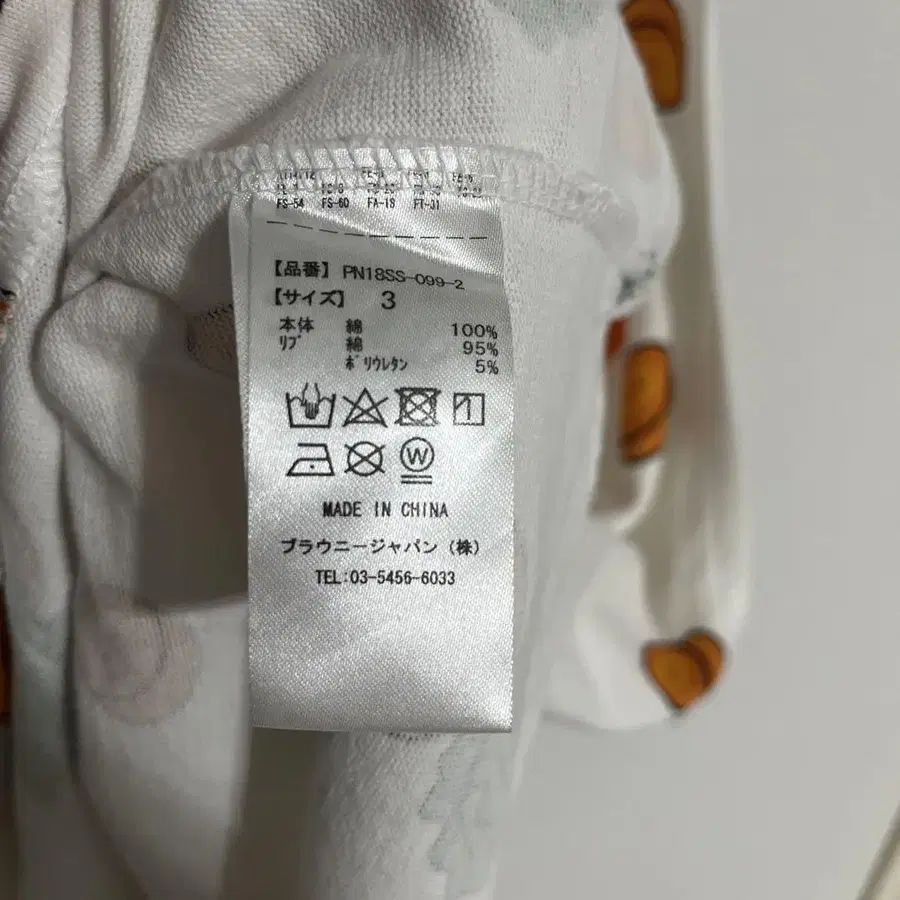 FS-54 FS-60 FA-18 FT-31
【品番】 PN18SS-099-2
【サイズ】 3
本体 綿 100%
ﾘﾌﾞ 綿 95%
ﾎﾟﾘｳﾚﾀﾝ 5%
W
MADE IN CHINA
ブラウニージャパン (株)
TEL:03-5456-6033